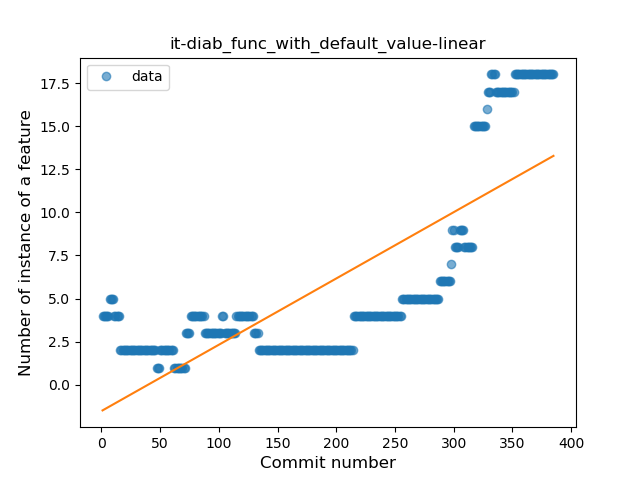 it-diab_func_with_default_value-linear
data
Number of instance of a feature
17.5
15.0
12.5
10.0
7.5
5.0
2.5
0.0
0 50 100 150 200 250 300 350 400
Commit number